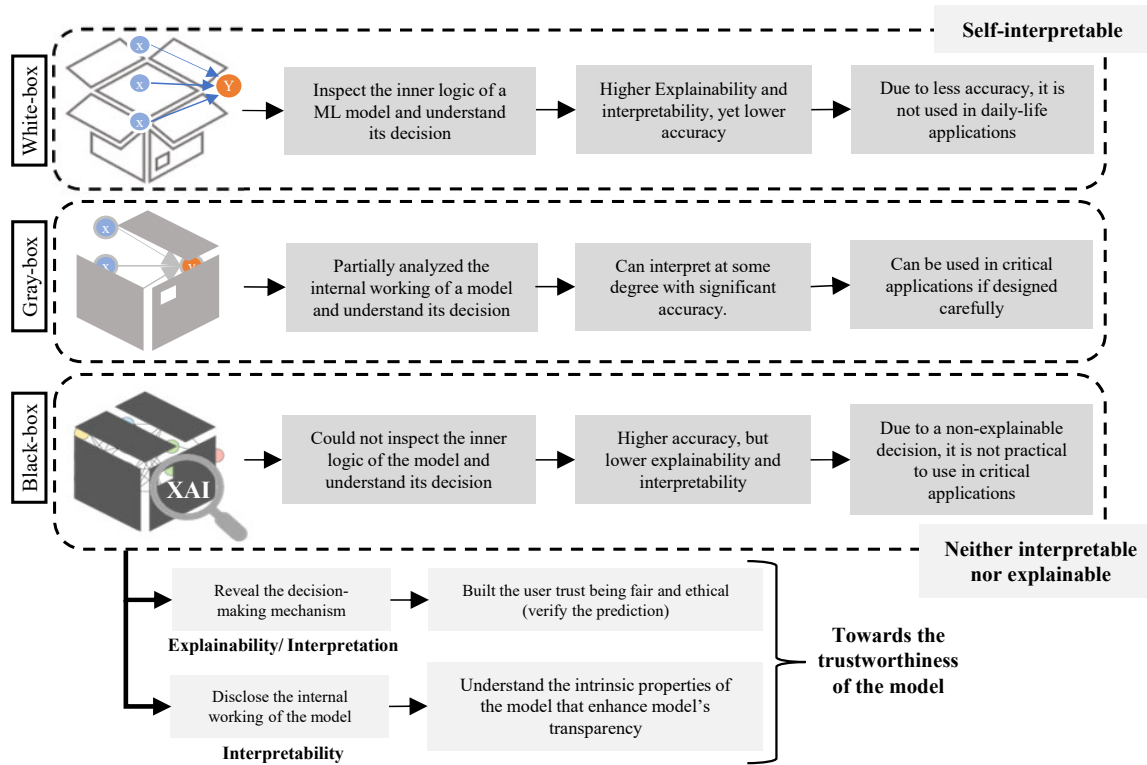 Self-interpretable
White-box
x
x
x
Y
Inspect the inner logic of a
ML model and understand
its decision
Higher Explainability and
interpretability, yet lower
accuracy
Due to less accuracy, it is
not used in daily-life
applications
Gray-box
x
x
Y
Partially analyzed the
internal working of a model
and understand its decision
Can interpret at some
degree with significant
accuracy.
Can be used in critical
applications if designed
carefully
Black-box
XAI
Could not inspect the inner
logic of the model and
understand its decision
Higher accuracy, but
lower explainability and
interpretability
Due to a non-explainable
decision, it is not practical
to use in critical
applications
Neither interpretable
nor explainable
Reveal the decision-
making mechanism
Explainability/ Interpretation
Built the user trust being fair and ethical
(verify the prediction)
Disclose the internal
working of the model
Interpretability
Understand the intrinsic properties of
the model that enhance model’s
transparency
Towards the
trustworthiness
of the model